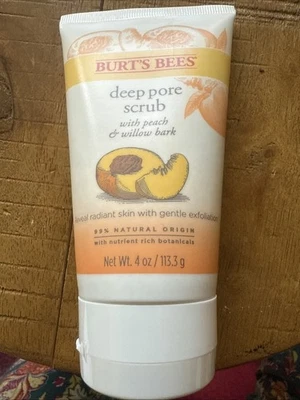 BURT'S BEES
deep pore
scrub
with peach
& willow bark
radiant skin with gentle exfoliation
99% NATURAL ORIGIN
with nutrient rich botanicals
Net Wt. 4 oz / 113.3 g